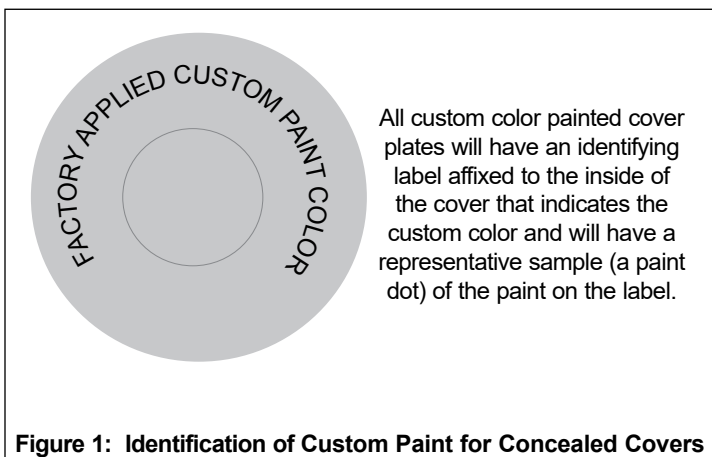 FACTORY APPLIED CUSTOM PAINT COLOR
All custom color painted cover
plates will have an identifying
label affixed to the inside of
the cover that indicates the
custom color and will have a
representative sample (a paint
dot) of the paint on the label.
Figure 1: Identification of Custom Paint for Concealed Covers